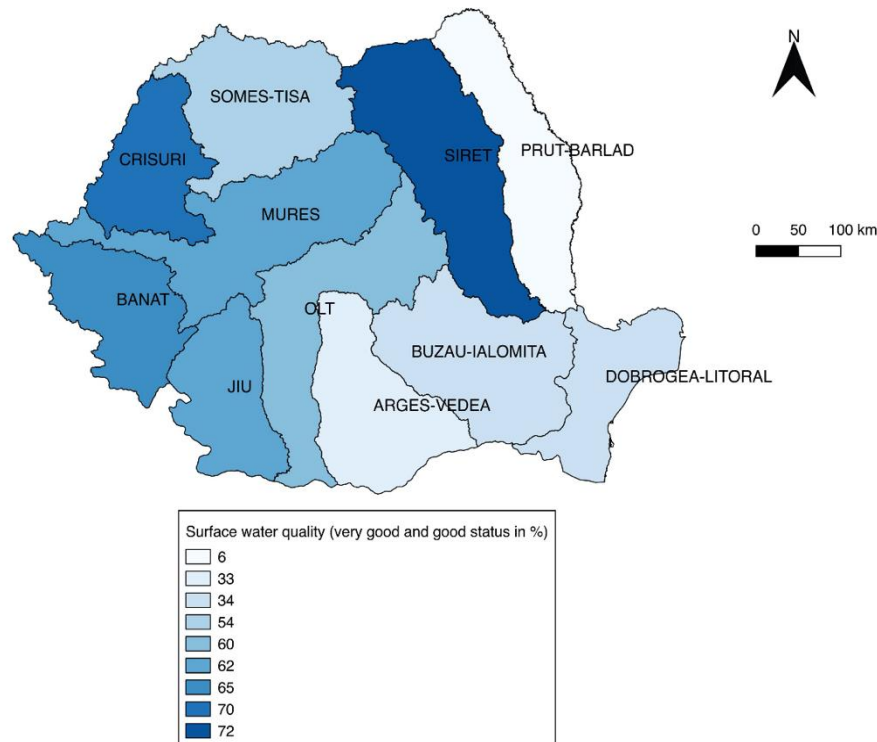 N
SOMES-TISA
CRISURI
SIRET
PRUT-BARLAD
MURES
0 50 100 km
BANAT
OLT
BUZAU-IALOMITA
DOBROGEA-LITORAL
JIU
ARGES-VEDEA
Surface water quality (very good and good status in %)
6
33
34
54
60
62
65
70
72